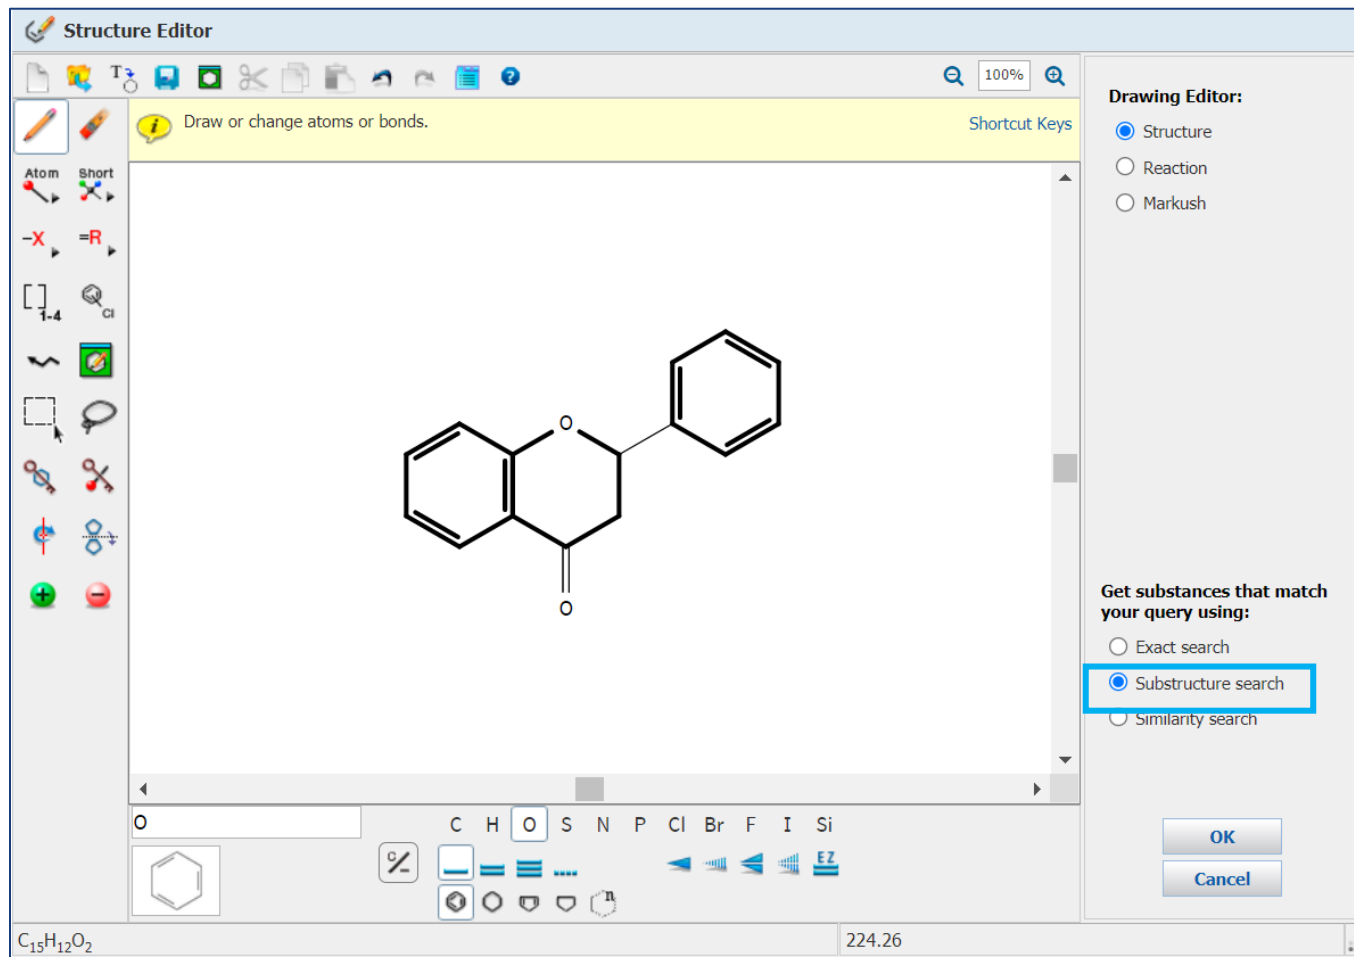 Structure Editor
T
100%
Draw or change atoms or bonds.
Shortcut Keys
Drawing Editor:
Structure
Reaction
Markush
Atom
Short
-X
=R
[ ]
1-4
Cl
O
O
Get substances that match
your query using:
Exact search
Substructure search
Similarity search
O
C H O S N P Cl Br F I Si
C/-
EZ
n
OK
Cancel
C15H12O2
224.26